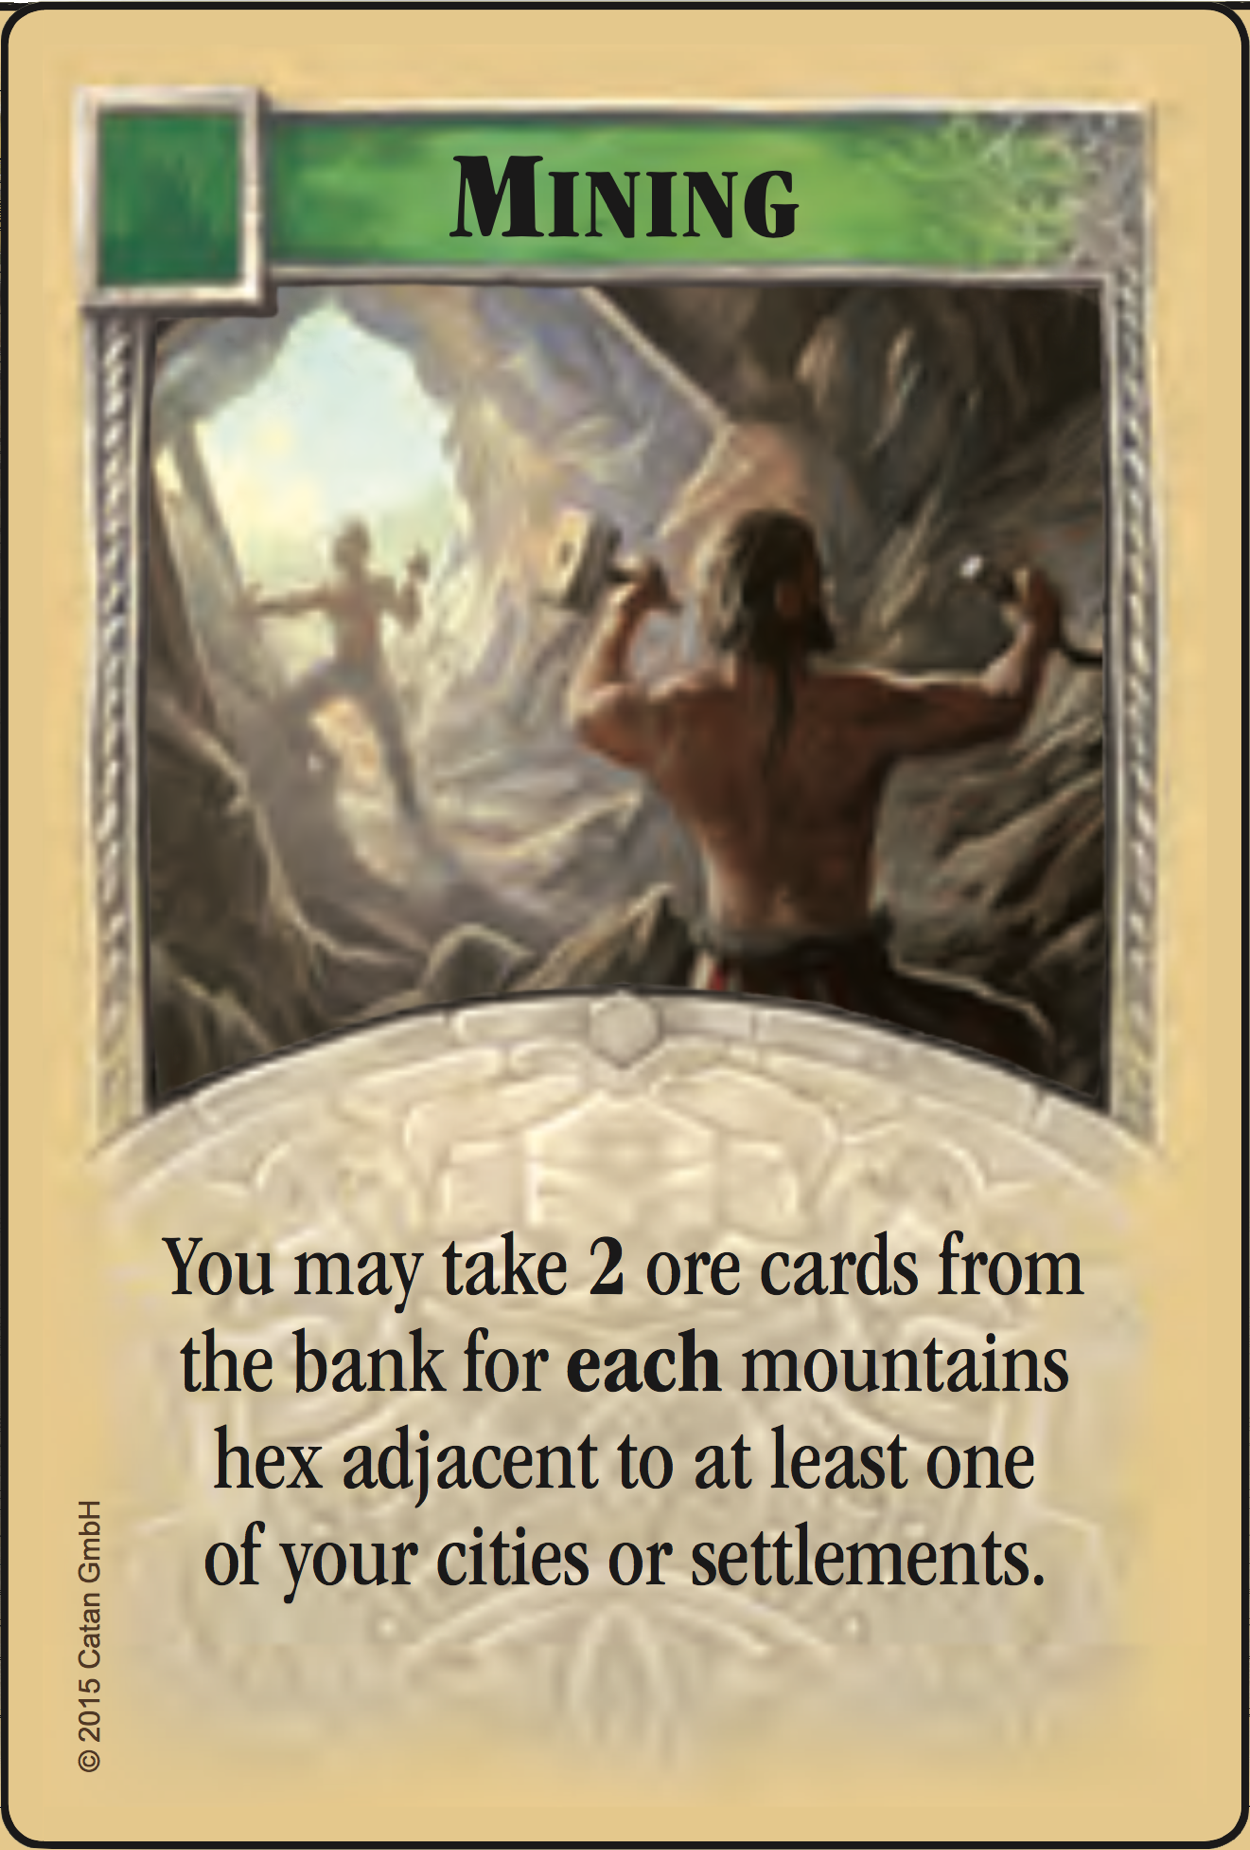 MINING
You may take 2 ore cards from
the bank for each mountains
hex adjacent to at least one
of your cities or settlements.
© 2015 Catan GmbH